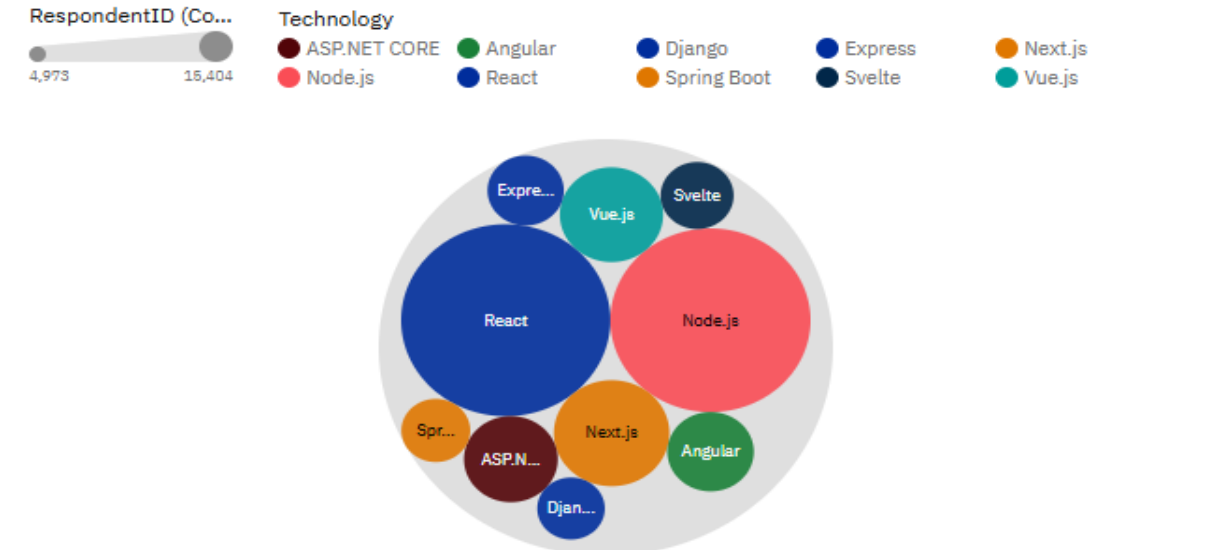 RespondentID (Co...
4,973 15,404
Technology
ASP.NET CORE Angular Django Express Next.js
Node.js React Spring Boot Svelte Vue.js
Expre...
Vue.js
Svelte
React
Node.js
Spr...
ASP.N...
Next.js
Angular
Djan...